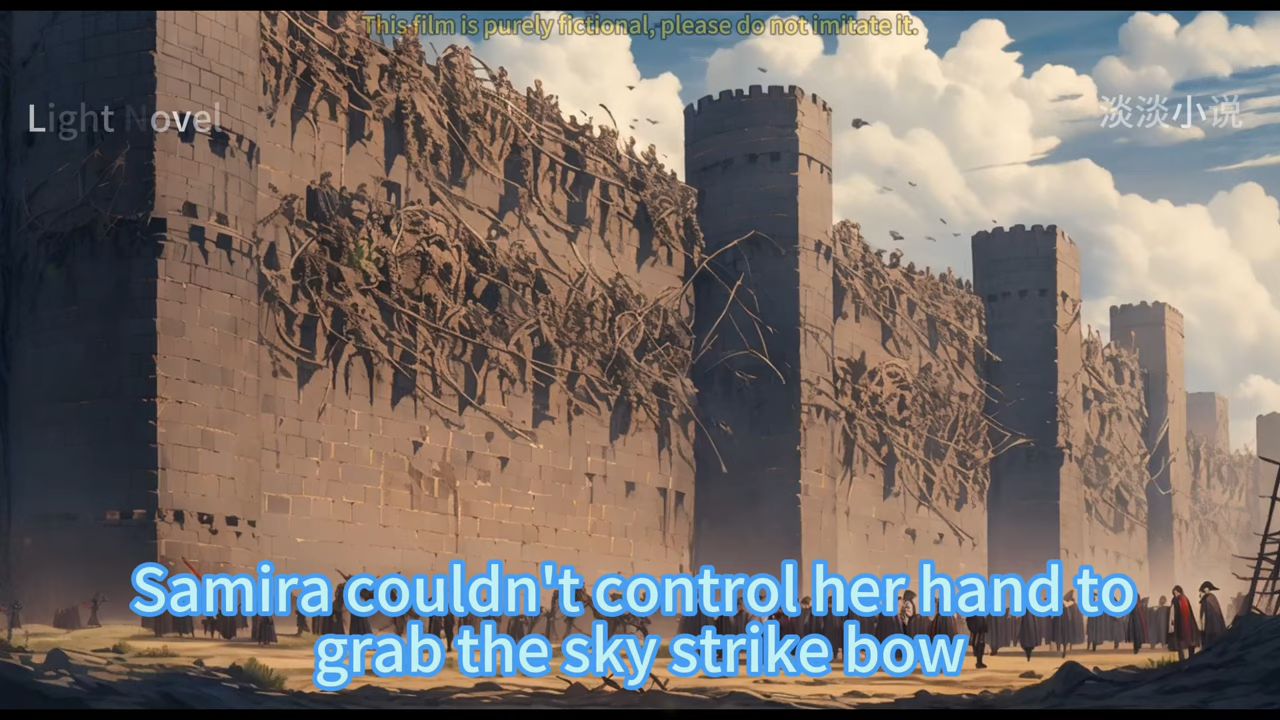 This film is purely fictional, please do not imitate it.
Light Novel
淡淡小说
Samira couldn't control her hand to
grab the sky strike bow